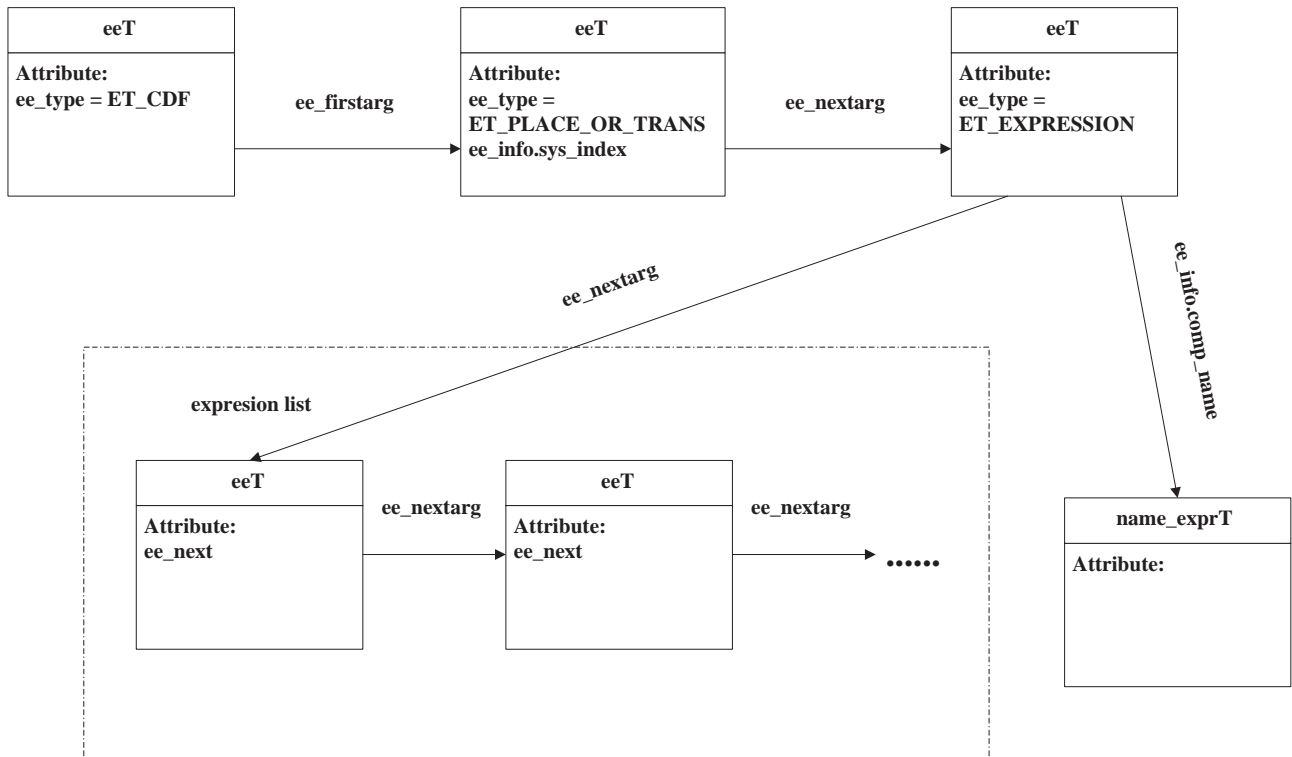 eeT
Attribute:
ee_type = ET_CDF
ee_firstarg
eeT
Attribute:
ee_type =
ET_PLACE_OR_TRANS
ee_info.sys_index
ee_nextarg
eeT
Attribute:
ee_type =
ET_EXPRESSION
ee_nextarg
ee_info.comp_name
expresion list
eeT
Attribute:
ee_next
ee_nextarg
eeT
Attribute:
ee_next
ee_nextarg
......
name_exprT
Attribute: